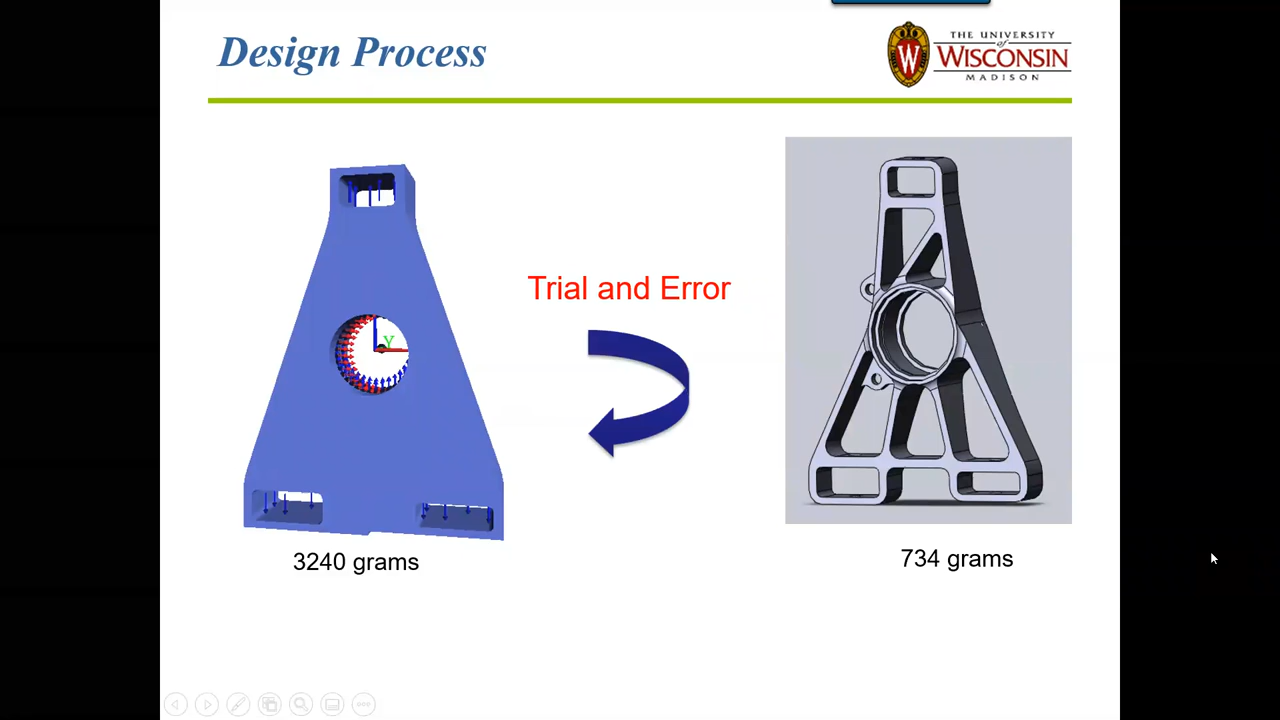 Design Process
THE UNIVERSITY
of
WISCONSIN
MADISON
Trial and Error
Y
3240 grams
734 grams